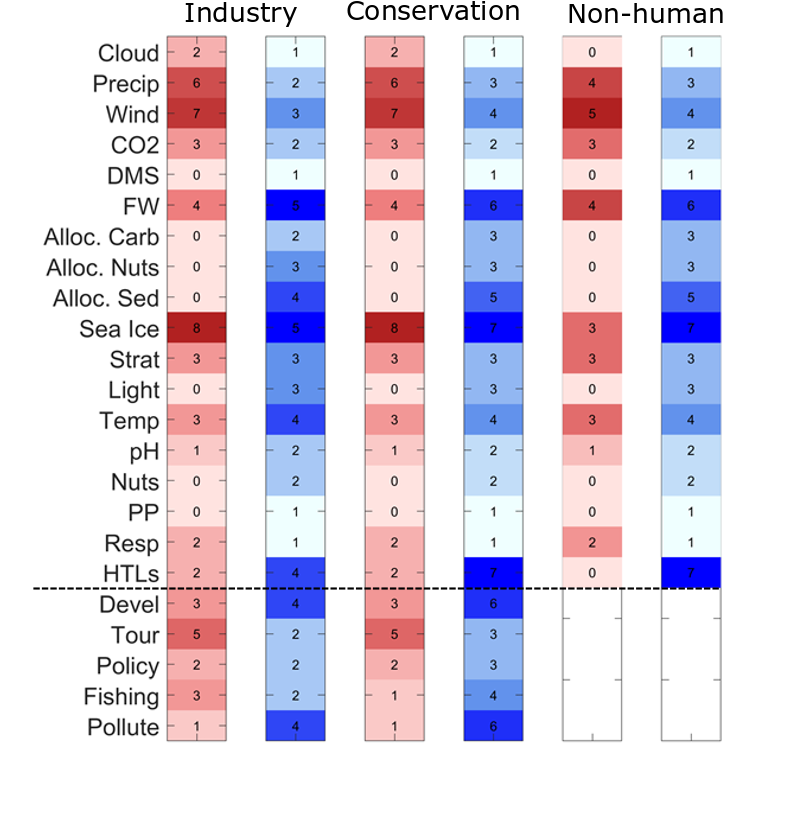 Industry Conservation Non-human
Cloud 2 1 2 1 0 1
Precip 6 2 6 3 4 3
Wind 7 3 7 4 5 4
CO2 3 2 3 2 3 2
DMS 0 1 0 1 0 1
FW 4 5 4 6 4 6
Alloc. Carb 0 2 0 3 0 3
Alloc. Nuts 0 3 0 3 0 3
Alloc. Sed 0 4 0 5 0 5
Sea Ice 8 5 8 7 3 7
Strat 3 3 3 3 3 3
Light 0 3 0 3 0 3
Temp 3 4 3 4 3 4
pH 1 2 1 2 1 2
Nuts 0 2 0 2 0 2
PP 0 1 0 1 0 1
Resp 2 1 2 1 2 1
HTLs 2 4 2 7 0 7
Devel 3 4 3 6
Tour 5 2 5 3
Policy 2 2 2 3
Fishing 3 2 1 4
Pollute 1 4 1 6